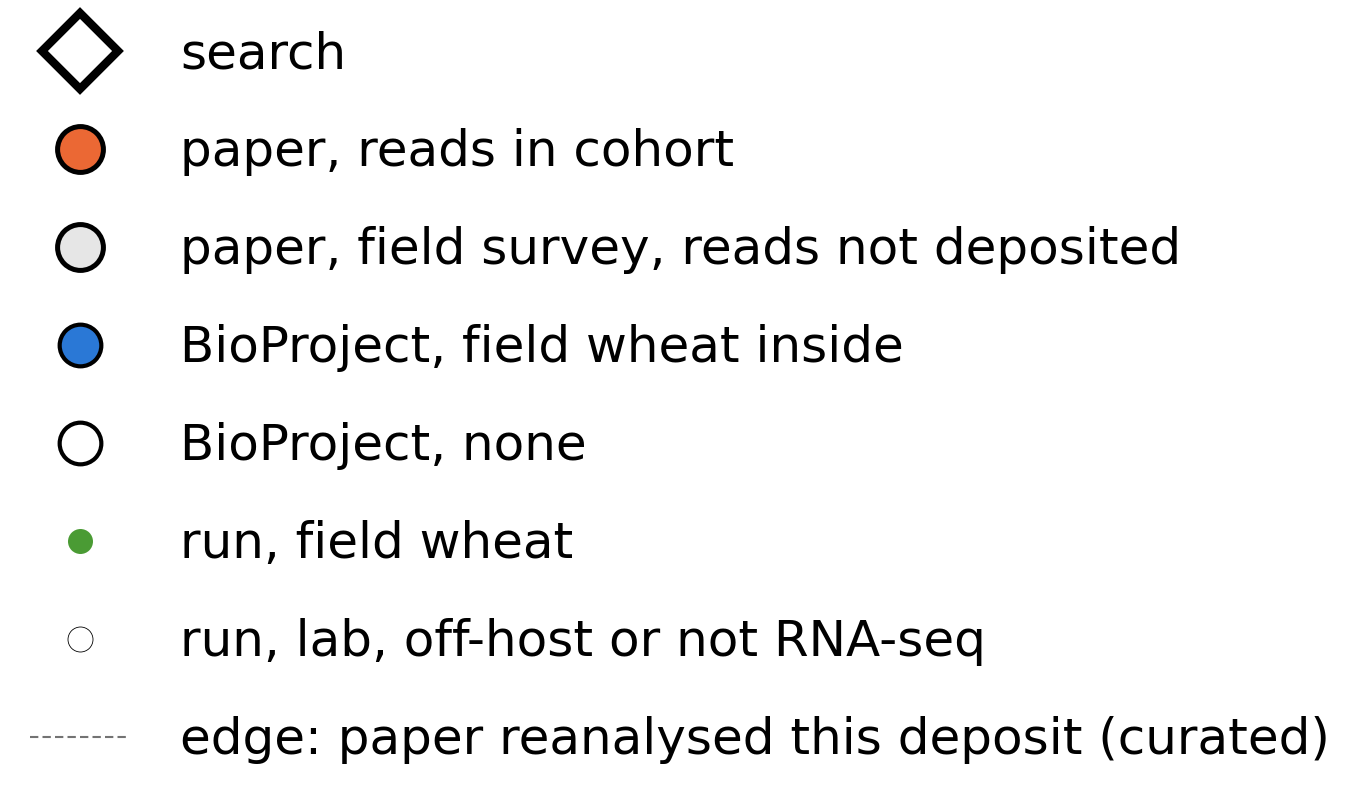 search
paper, reads in cohort
paper, field survey, reads not deposited
BioProject, field wheat inside
BioProject, none
run, field wheat
run, lab, off-host or not RNA-seq
edge: paper reanalysed this deposit (curated)